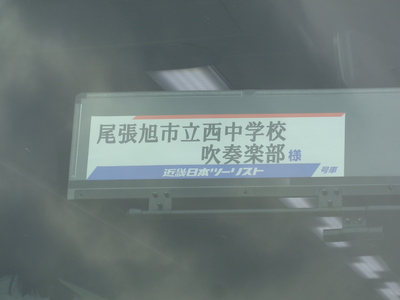 尾張旭市立西中学校
吹奏楽部様
近畿日本ツーリスト 号車